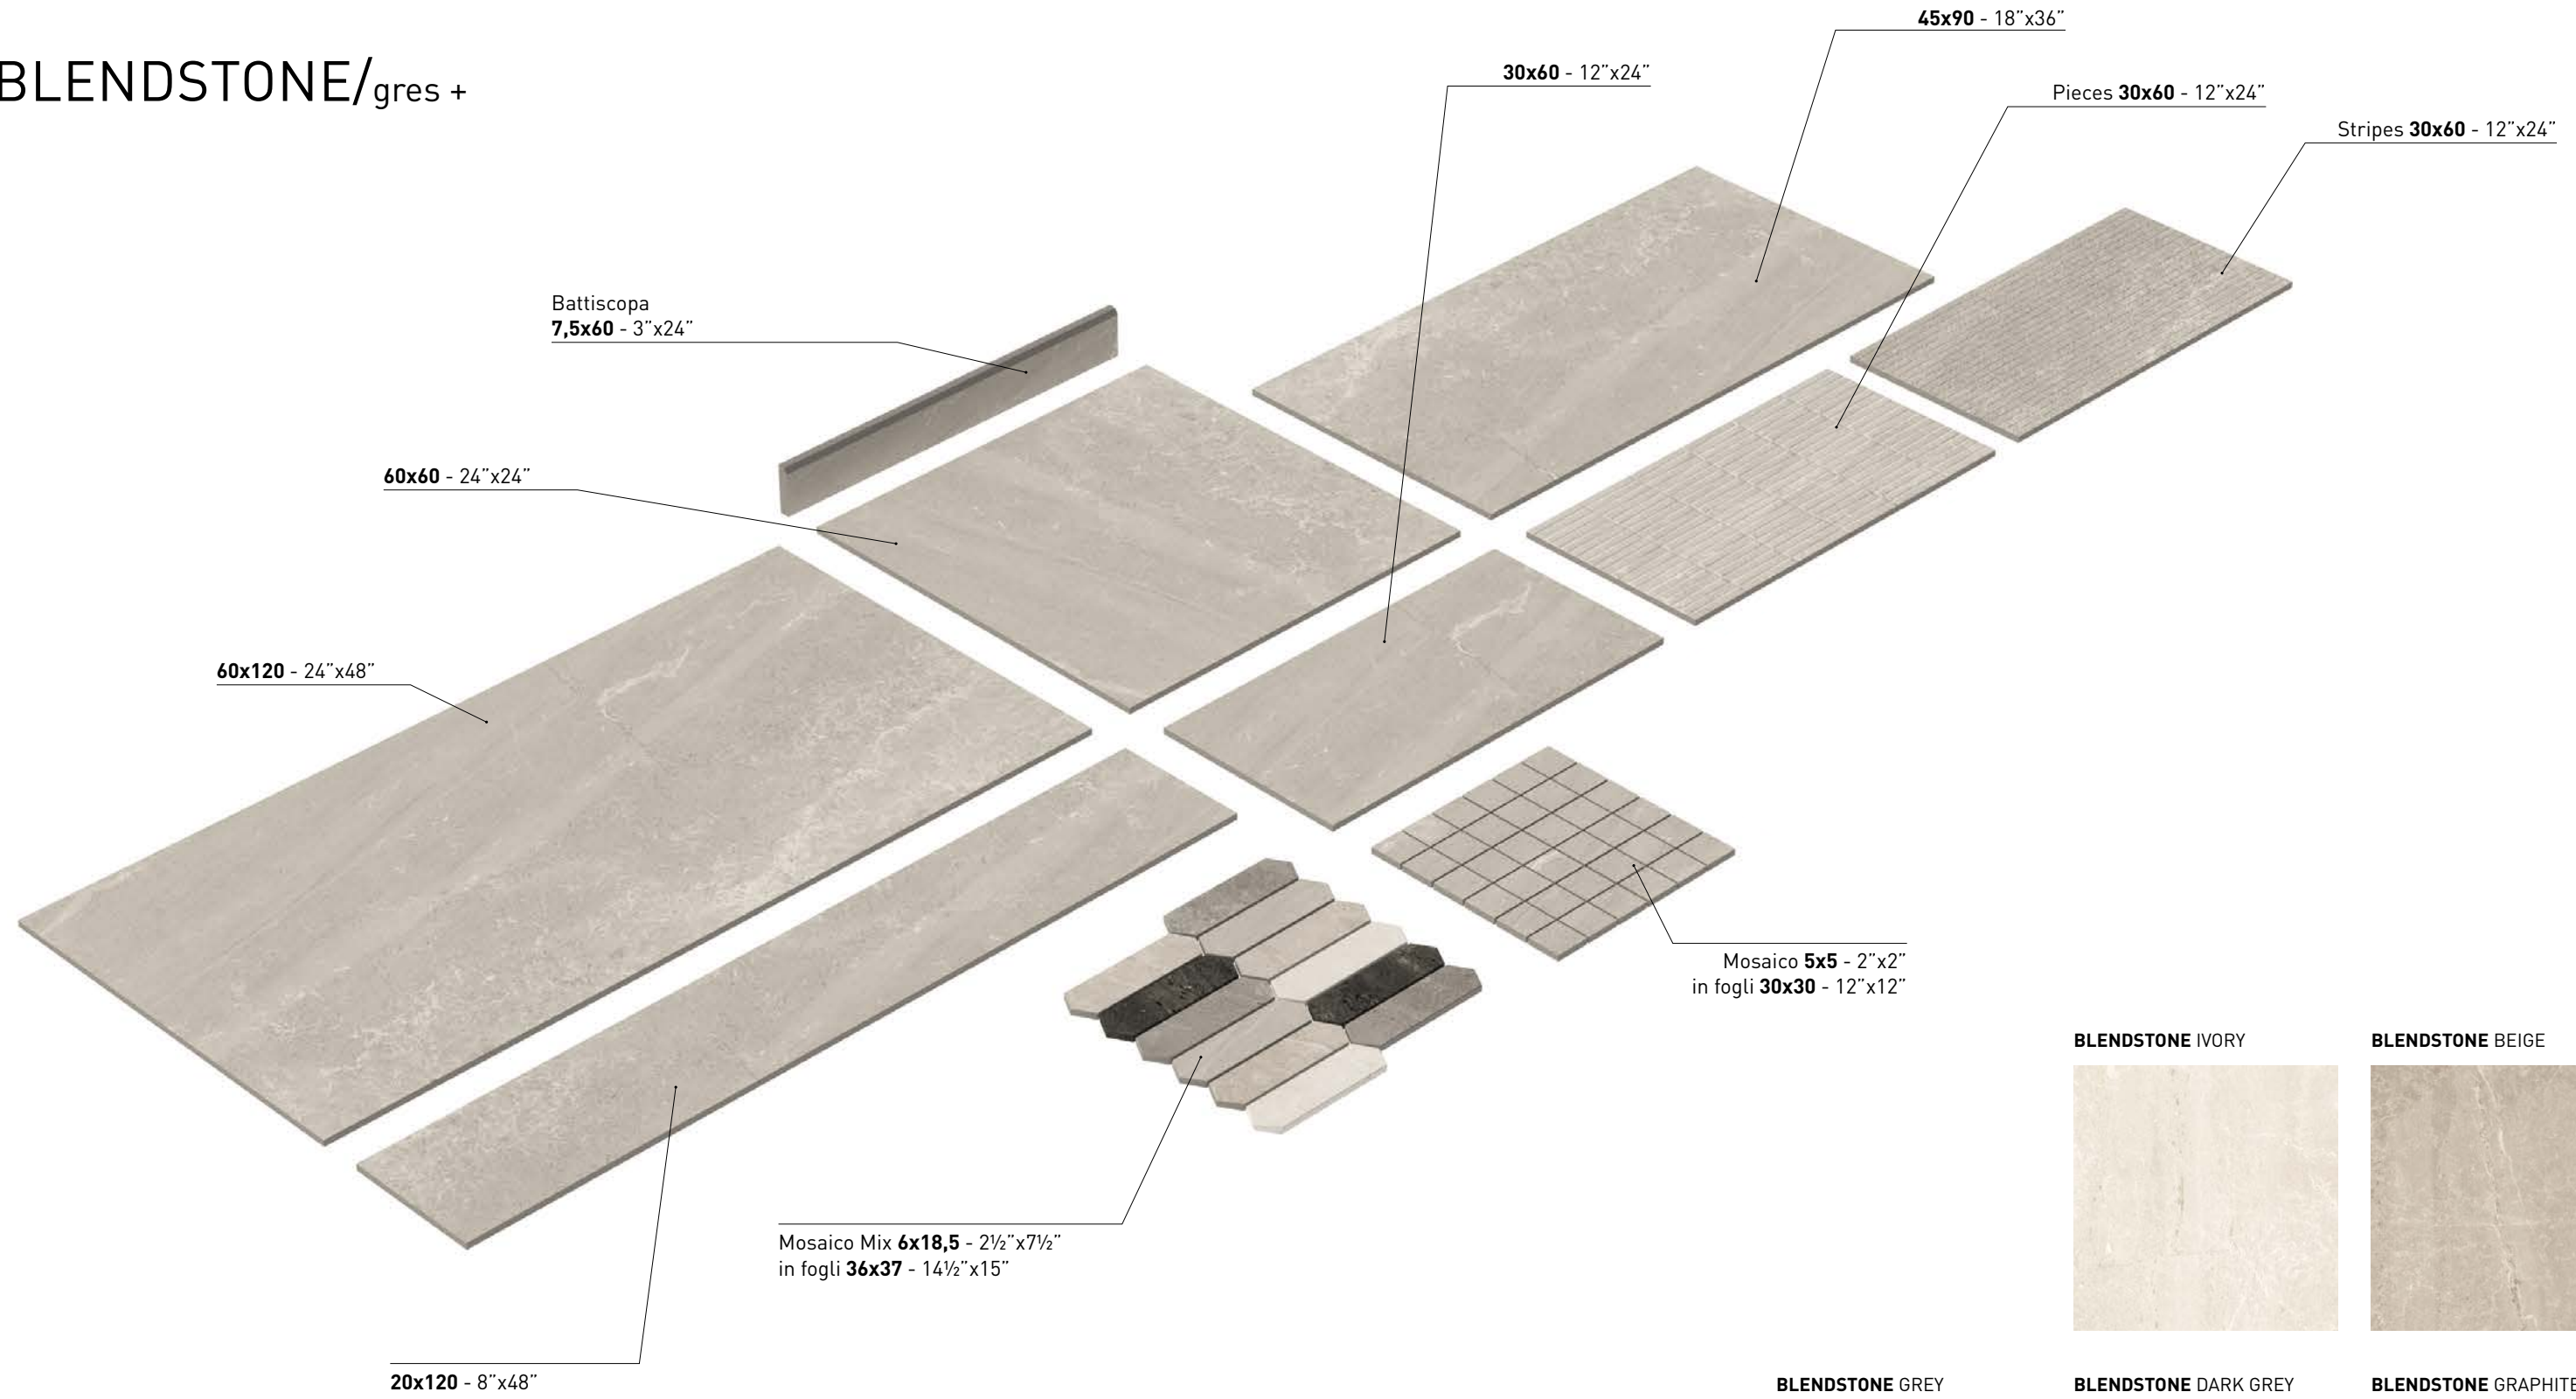 BLENDSTONE/gres +
45x90 - 18”x36”
30x60 - 12”x24”
Pieces 30x60 - 12”x24”
Stripes 30x60 - 12”x24”
Battiscopa
7,5x60 - 3”x24”
60x60 - 24”x24”
60x120 - 24”x48”
Mosaico 5x5 - 2”x2”
in fogli 30x30 - 12”x12”
Mosaico Mix 6x18,5 - 2½”x7½”
in fogli 36x37 - 14½”x15”
20x120 - 8”x48”
BLENDSTONE IVORY
BLENDSTONE BEIGE
BLENDSTONE GREY
BLENDSTONE DARK GREY
BLENDSTONE GRAPHITE